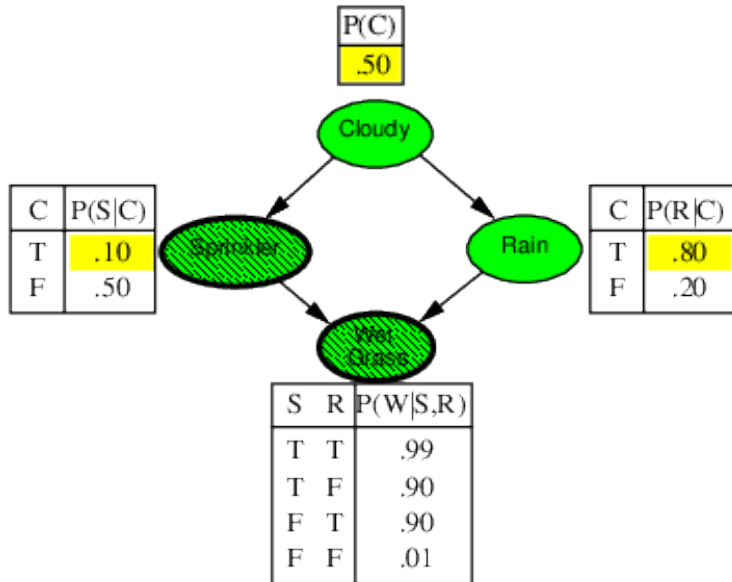 P(C)
.50
Cloudy
C P(S|C)
T .10
F .50
Sprinkler
Rain
C P(R|C)
T .80
F .20
Wet
Grass
S R P(W|S,R)
T T .99
T F .90
F T .90
F F .01